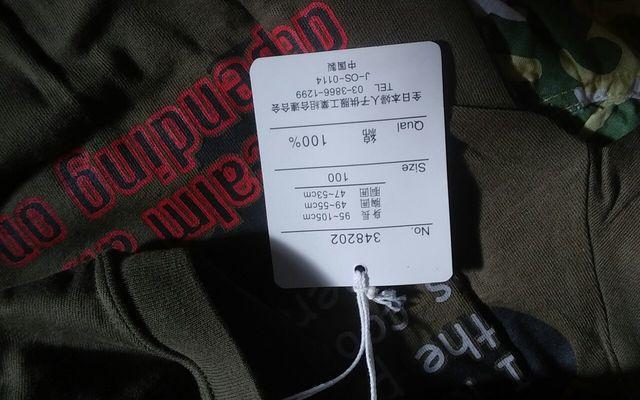 No. 348202
身長 95~105cm
胸囲 49~55cm
胴囲 47~53cm
Size 100
Qual 綿 100%
全日本婦人子供服工業組合連合会
TEL 03-3866-1299
J-OS-0114
中国製
depending on
realm
the